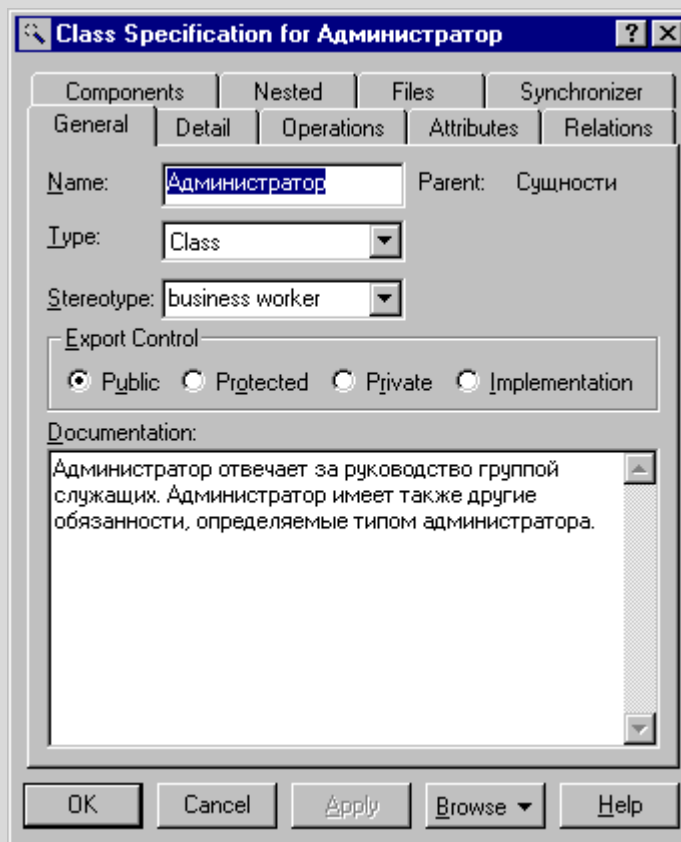 Class Specification for Администратор
Components Nested Files Synchronizer
General Detail Operations Attributes Relations
Name: Администратор Parent: Сущности
Type: Class
Stereotype: business worker
Export Control
Public Protected Private Implementation
Documentation:
Администратор отвечает за руководство группой
служащих. Администратор имеет также другие
обязанности, определяемые типом администратора.
OK Cancel Apply Browse Help